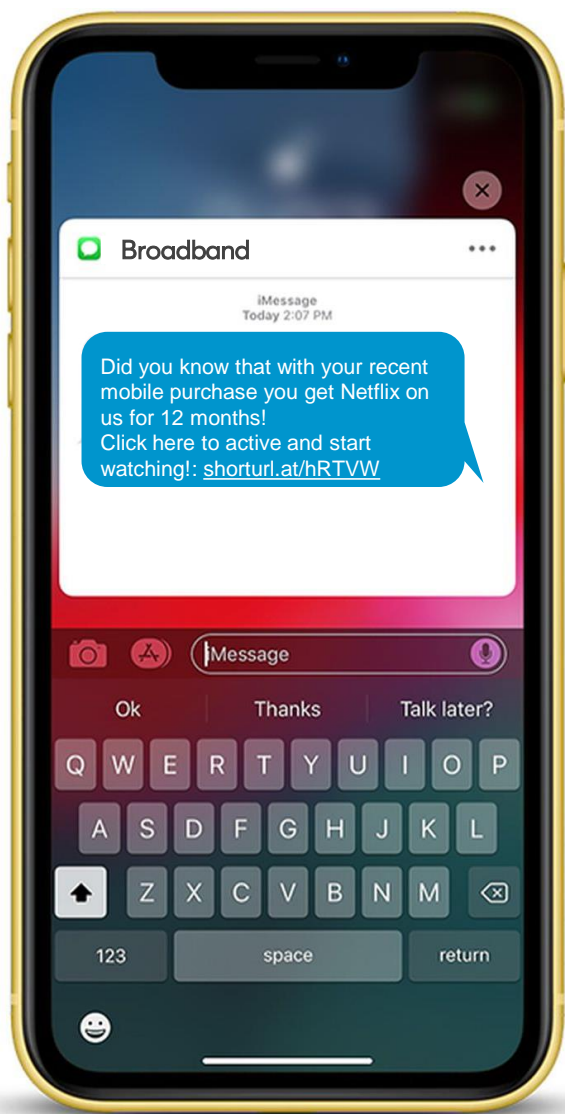 Broadband
iMessage
Today 2:07 PM
Did you know that with your recent
mobile purchase you get Netflix on
us for 12 months!
Click here to active and start
watching!: shorturl.at/hRTVW
iMessage
Ok Thanks Talk later?
Q W E R T Y U I O P
A S D F G H J K L
Z X C V B N M
123 space return